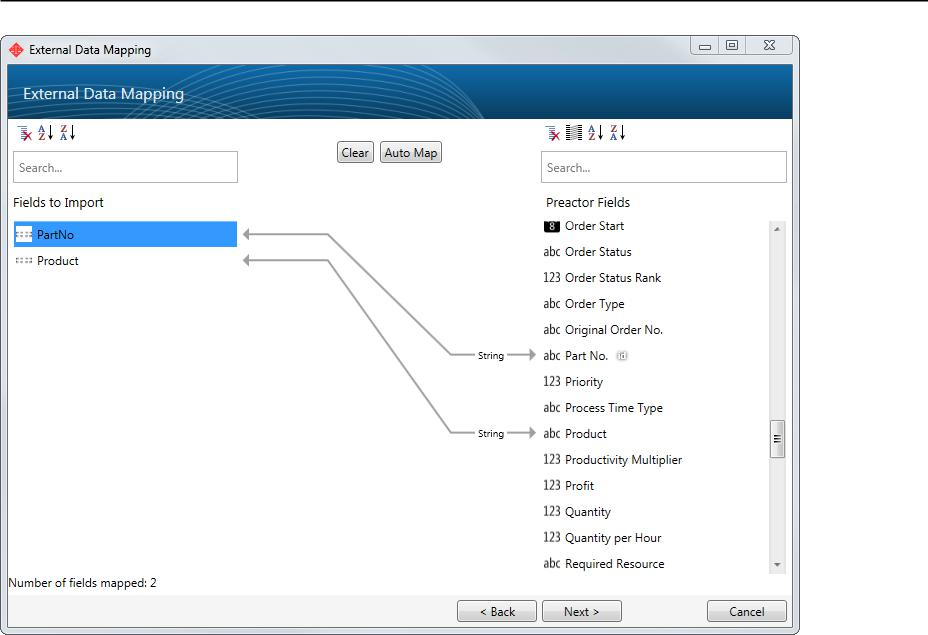 External Data Mapping
External Data Mapping
Clear
Auto Map
Search...
Search...
Fields to Import
Preactor Fields
PartNo
Product
String
String
8 Order Start
abc Order Status
123 Order Status Rank
abc Order Type
abc Original Order No.
abc Part No.
123 Priority
abc Process Time Type
abc Product
123 Productivity Multiplier
123 Profit
123 Quantity
123 Quantity per Hour
abc Required Resource
Number of fields mapped: 2
< Back
Next >
Cancel